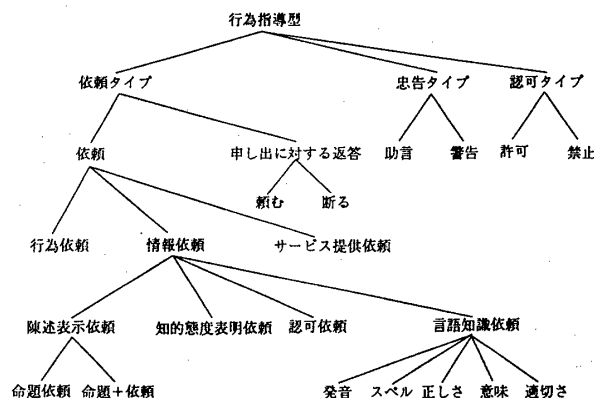 行為指導型
依頼タイプ 忠告タイプ 認可タイプ
依頼 申し出に対する返答 助言 警告 許可 禁止
頼む 断る
行為依頼 情報依頼 サービス提供依頼
陳述表示依頼 知的態度表明依頼 認可依頼 言語知識依頼
命題依頼 命題+依頼 発音 スペル 正しさ 意味 適切さ